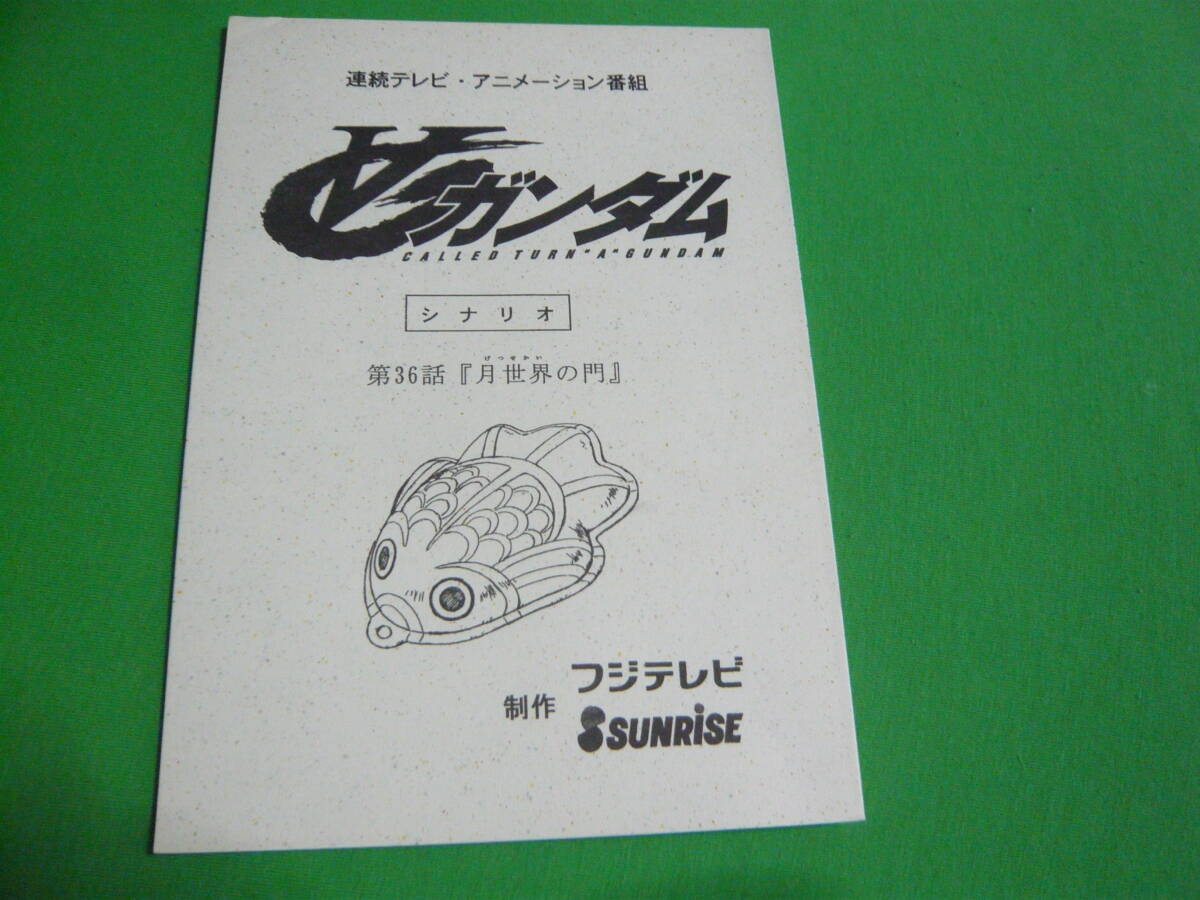 連続テレビ・アニメーション番組
∀ガンダム
CALLED TURN "A" GUNDAM
シナリオ
げつせかい
第36話『月世界の門』
フジテレビ
制作
SUNRiSE